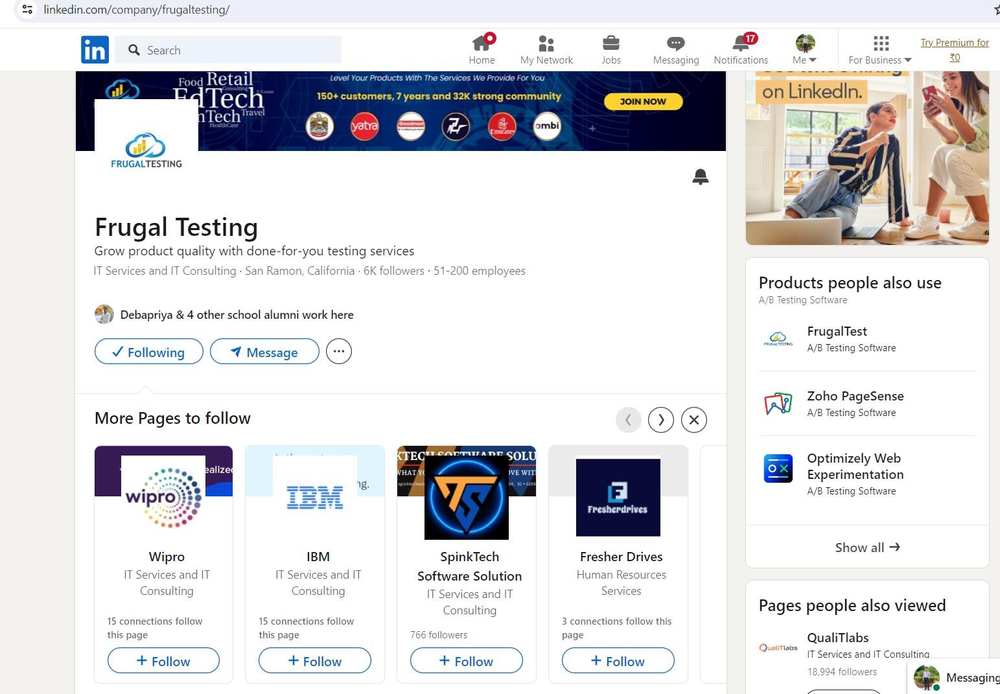 linkedin.com/company/frugaltesting/
in
Search
Home
My Network
Jobs
Messaging
17
Notifications
Me
For Business
Try Premium for
₹0
Food Retail
Consulting
E-Com
EdTech
Travel
HealthCare
Level Your Products With The Services We Provide For You
150+ customers, 7 years and 32K strong community
JOIN NOW
yatra
Goodman
Emirates
ambi
FRUGALTESTING
on LinkedIn.
Frugal Testing
Grow product quality with done-for-you testing services
IT Services and IT Consulting · San Ramon, California · 6K followers · 51-200 employees
Debapriya & 4 other school alumni work here
Following
Message
More Pages to follow
wipro
Wipro
IT Services and IT
Consulting
15 connections follow
this page
+ Follow
IBM
IBM
IT Services and IT
Consulting
15 connections follow
this page
+ Follow
TS
SpinkTech
Software Solution
IT Services and IT
Consulting
766 followers
+ Follow
Fresherdrives
Fresher Drives
Human Resources
Services
3 connections follow this
page
+ Follow
Products people also use
A/B Testing Software
FRUGALTESTING
FrugalTest
A/B Testing Software
Zoho PageSense
A/B Testing Software
Optimizely Web
Experimentation
A/B Testing Software
Show all →
Pages people also viewed
QualiTlabs
QualiTlabs
IT Services and IT Consulting
18,994 followers
Messaging